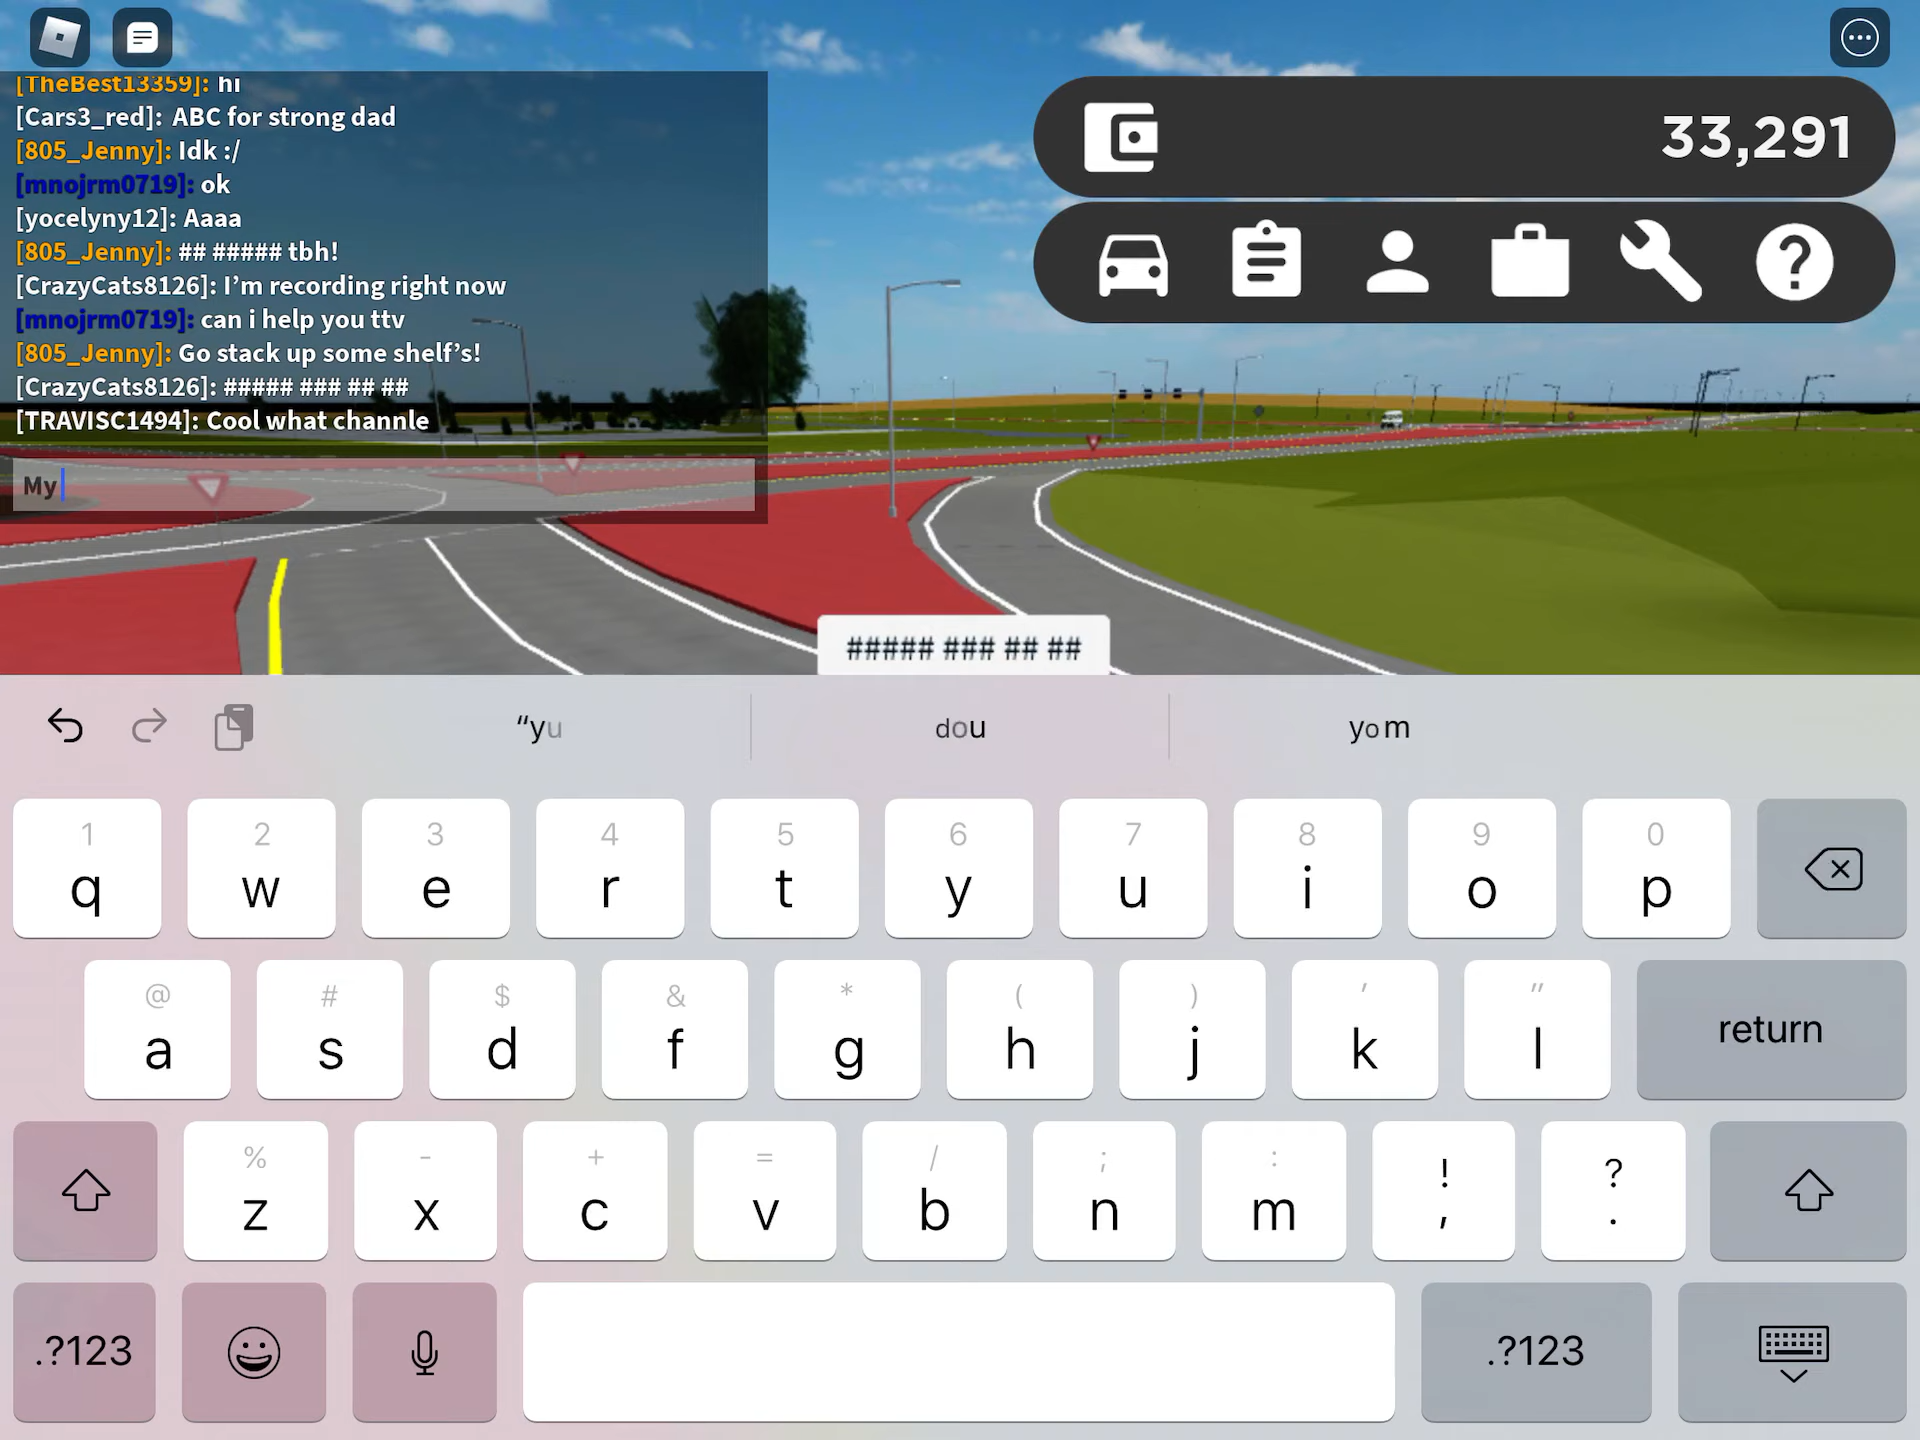 [TheBest13359]: hi
[Cars3_red]: ABC for strong dad
[805_Jenny]: Idk :/
[mnojrm0719]: ok
[yocelyny12]: Aaaa
[805_Jenny]: ## ##### tbh!
[CrazyCats8126]: I’m recording right now
[mnojrm0719]: can i help you ttv
[805_Jenny]: Go stack up some shelf’s!
[CrazyCats8126]: ##### ### ## ##
[TRAVISC1494]: Cool what channle
My
33,291
##### ### ## ##
“yu dou yom
1 2 3 4 5 6 7 8 9 0
q w e r t y u i o p
@ # $ & * ( ) ' "
a s d f g h j k l return
% - + = / ; : ! ?
z x c v b n m , .
.?123 .?123